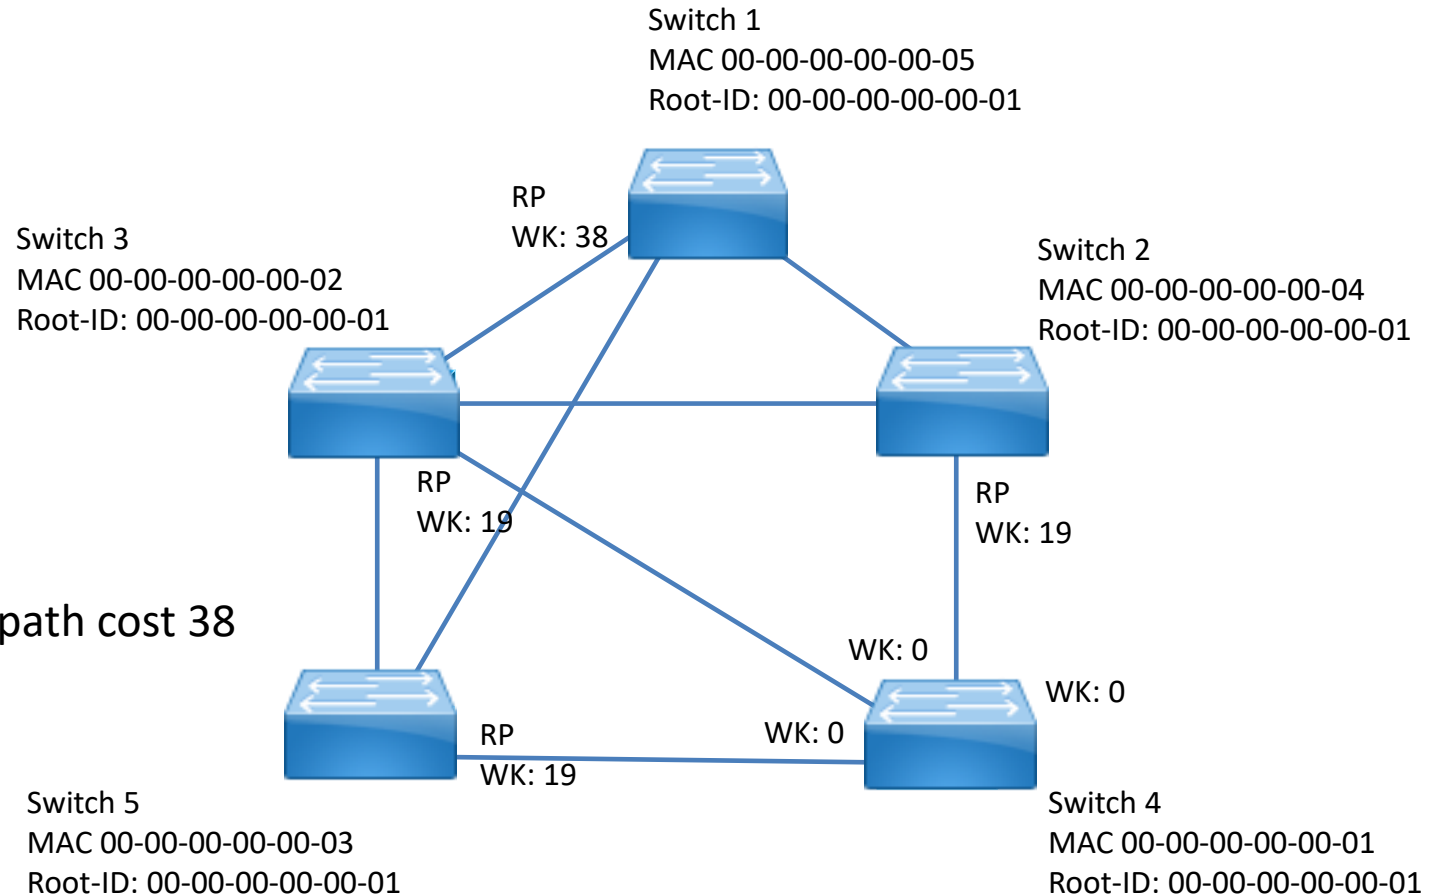 Switch 1
MAC 00-00-00-00-00-05
Root-ID: 00-00-00-00-00-01
RP
WK: 38
Switch 3
MAC 00-00-00-00-00-02
Root-ID: 00-00-00-00-00-01
Switch 2
MAC 00-00-00-00-00-04
Root-ID: 00-00-00-00-00-01
RP
WK: 19
RP
WK: 19
path cost 38
WK: 0
WK: 0
WK: 0
RP
WK: 19
Switch 5
MAC 00-00-00-00-00-03
Root-ID: 00-00-00-00-00-01
Switch 4
MAC 00-00-00-00-00-01
Root-ID: 00-00-00-00-00-01